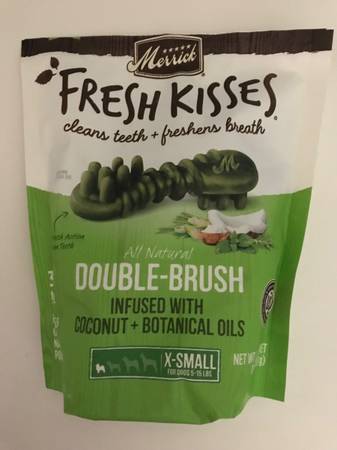 Merrick
FRESH KISSES
cleans teeth + freshens breath
M
All Natural
DOUBLE-BRUSH
INFUSED WITH
COCONUT + BOTANICAL OILS
X-SMALL
FOR DOGS 5-15 LBS
NET